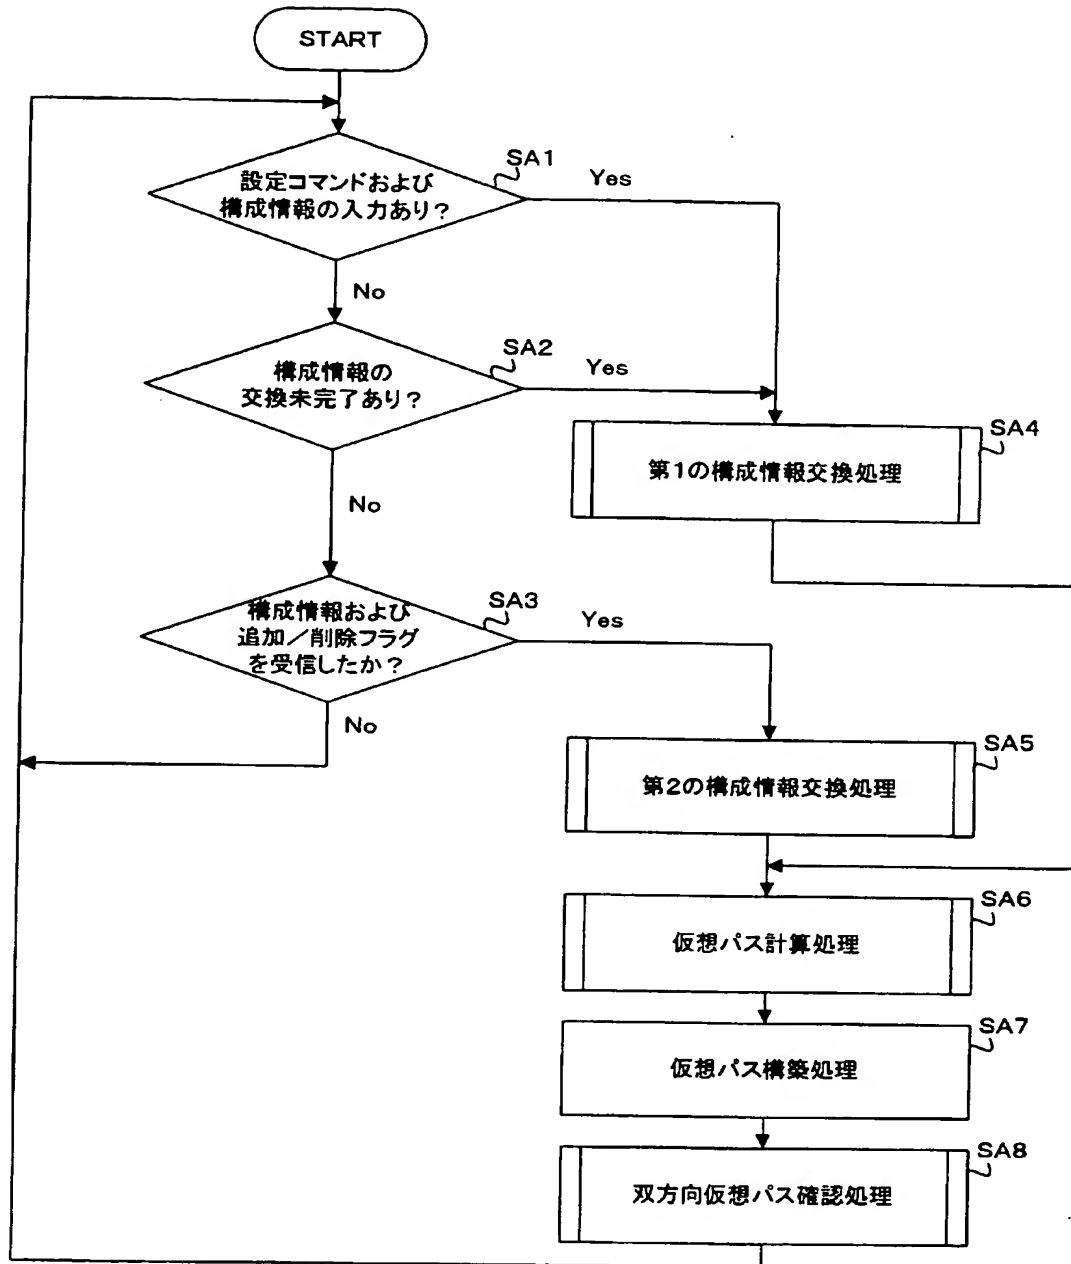 START
SA1
設定コマンドおよび
構成情報の入力あり？
Yes
No
SA2
構成情報の
交換未完了あり？
Yes
SA4
第1の構成情報交換処理
No
SA3
構成情報および
追加／削除フラグ
を受信したか？
Yes
No
SA5
第2の構成情報交換処理
SA6
仮想パス計算処理
SA7
仮想パス構築処理
SA8
双方向仮想パス確認処理